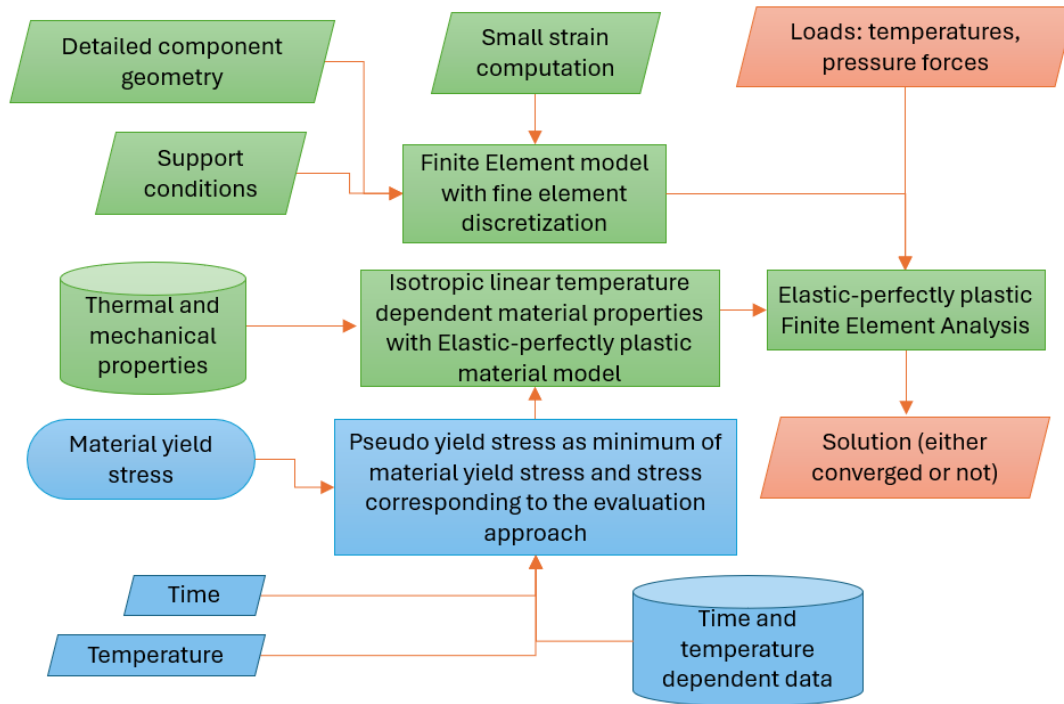 Detailed component
geometry
Small strain
computation
Loads: temperatures,
pressure forces
Support
conditions
Finite Element model
with fine element
discretization
Thermal and
mechanical
properties
Isotropic linear temperature
dependent material properties
with Elastic-perfectly plastic
material model
Elastic-perfectly plastic
Finite Element Analysis
Material yield
stress
Pseudo yield stress as minimum of
material yield stress and stress
corresponding to the evaluation
approach
Solution (either
converged or not)
Time
Temperature
Time and
temperature
dependent data